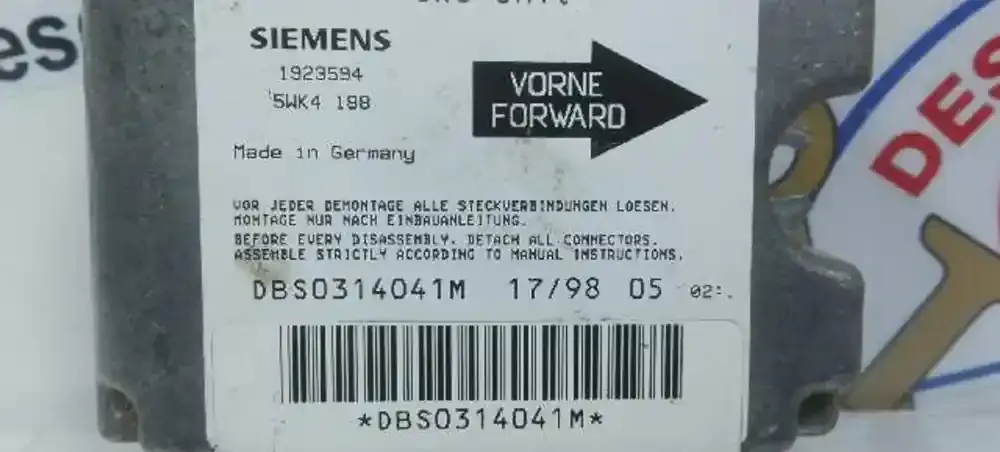 SIEMENS
1923594
5WK4 188
VORNE
FORWARD
Made in Germany
VOR JEDER DEMONTAGE ALLE STECKVERBINDUNGEN LOESEN.
MONTAGE NUR NACH EINBAUANLEITUNG.
BEFORE EVERY DISASSEMBLY, DETACH ALL CONNECTORS.
ASSEMBLE STRICTLY ACCORDING TO MANUAL INSTRUCTIONS.
DBS0314041M 17/98 05 02
*DBS0314041M*